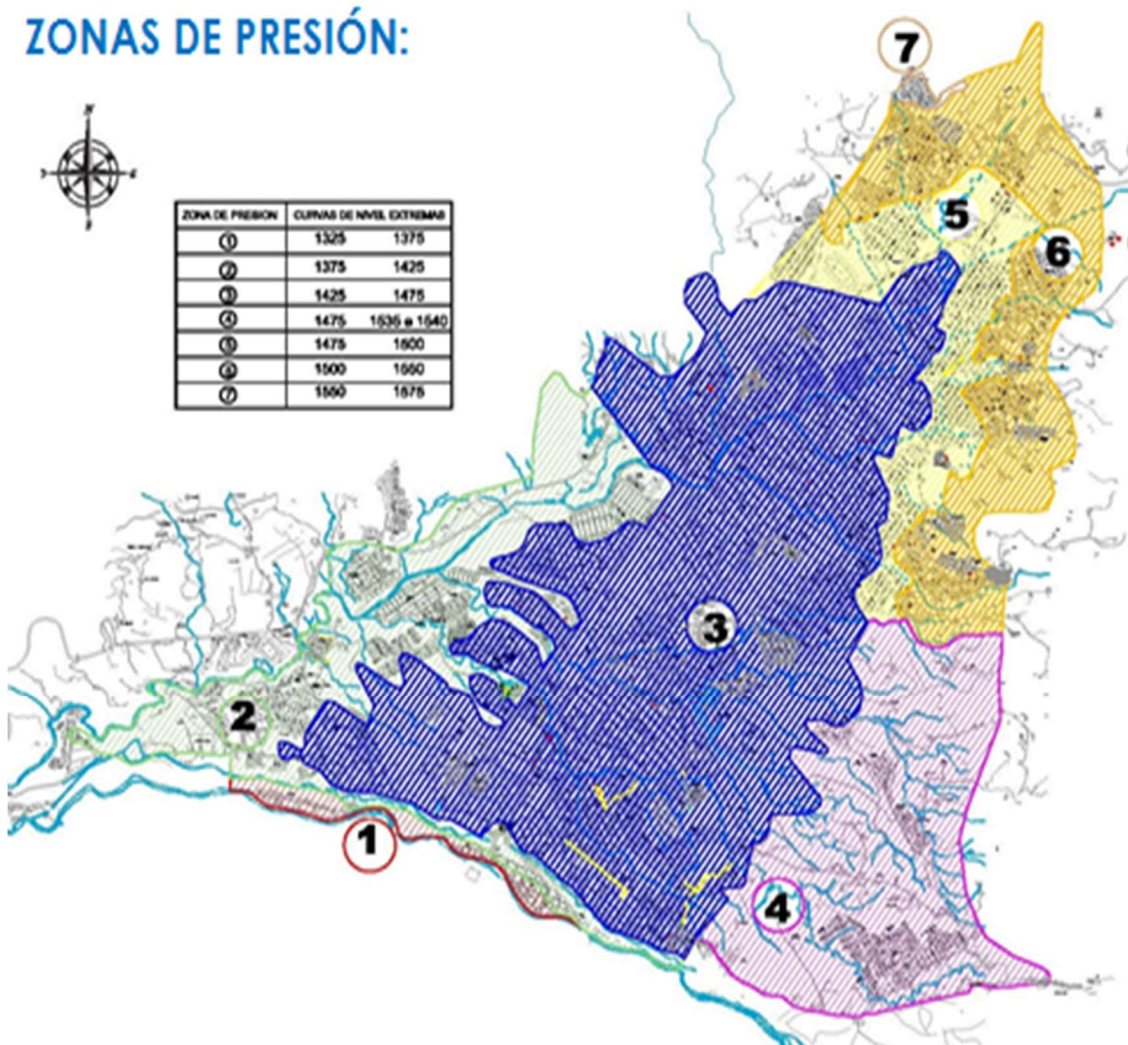 ZONAS DE PRESIÓN:
ZONA DE PRESION CURVAS DE NIVEL EXTREMAS
1 1325 1375
2 1375 1425
3 1425 1475
4 1475 1535 a 1540
5 1475 1500
6 1500 1550
7 1550 1575
7
5
6
3
2
1
4